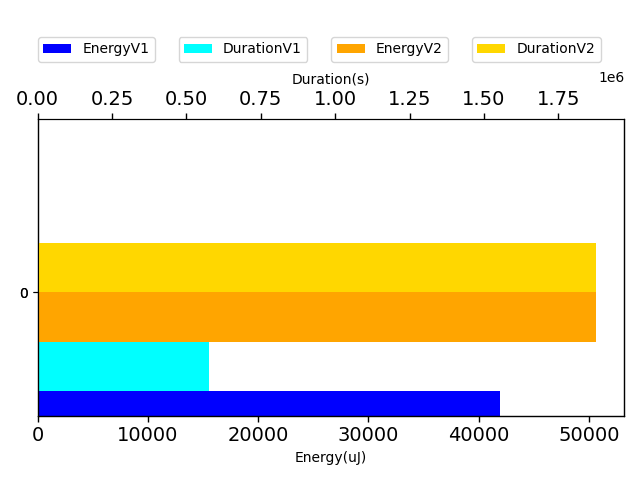 EnergyV1 DurationV1 EnergyV2 DurationV2
Duration(s)
1e6
0.00 0.25 0.50 0.75 1.00 1.25 1.50 1.75
0
0 10000 20000 30000 40000 50000
Energy(uJ)